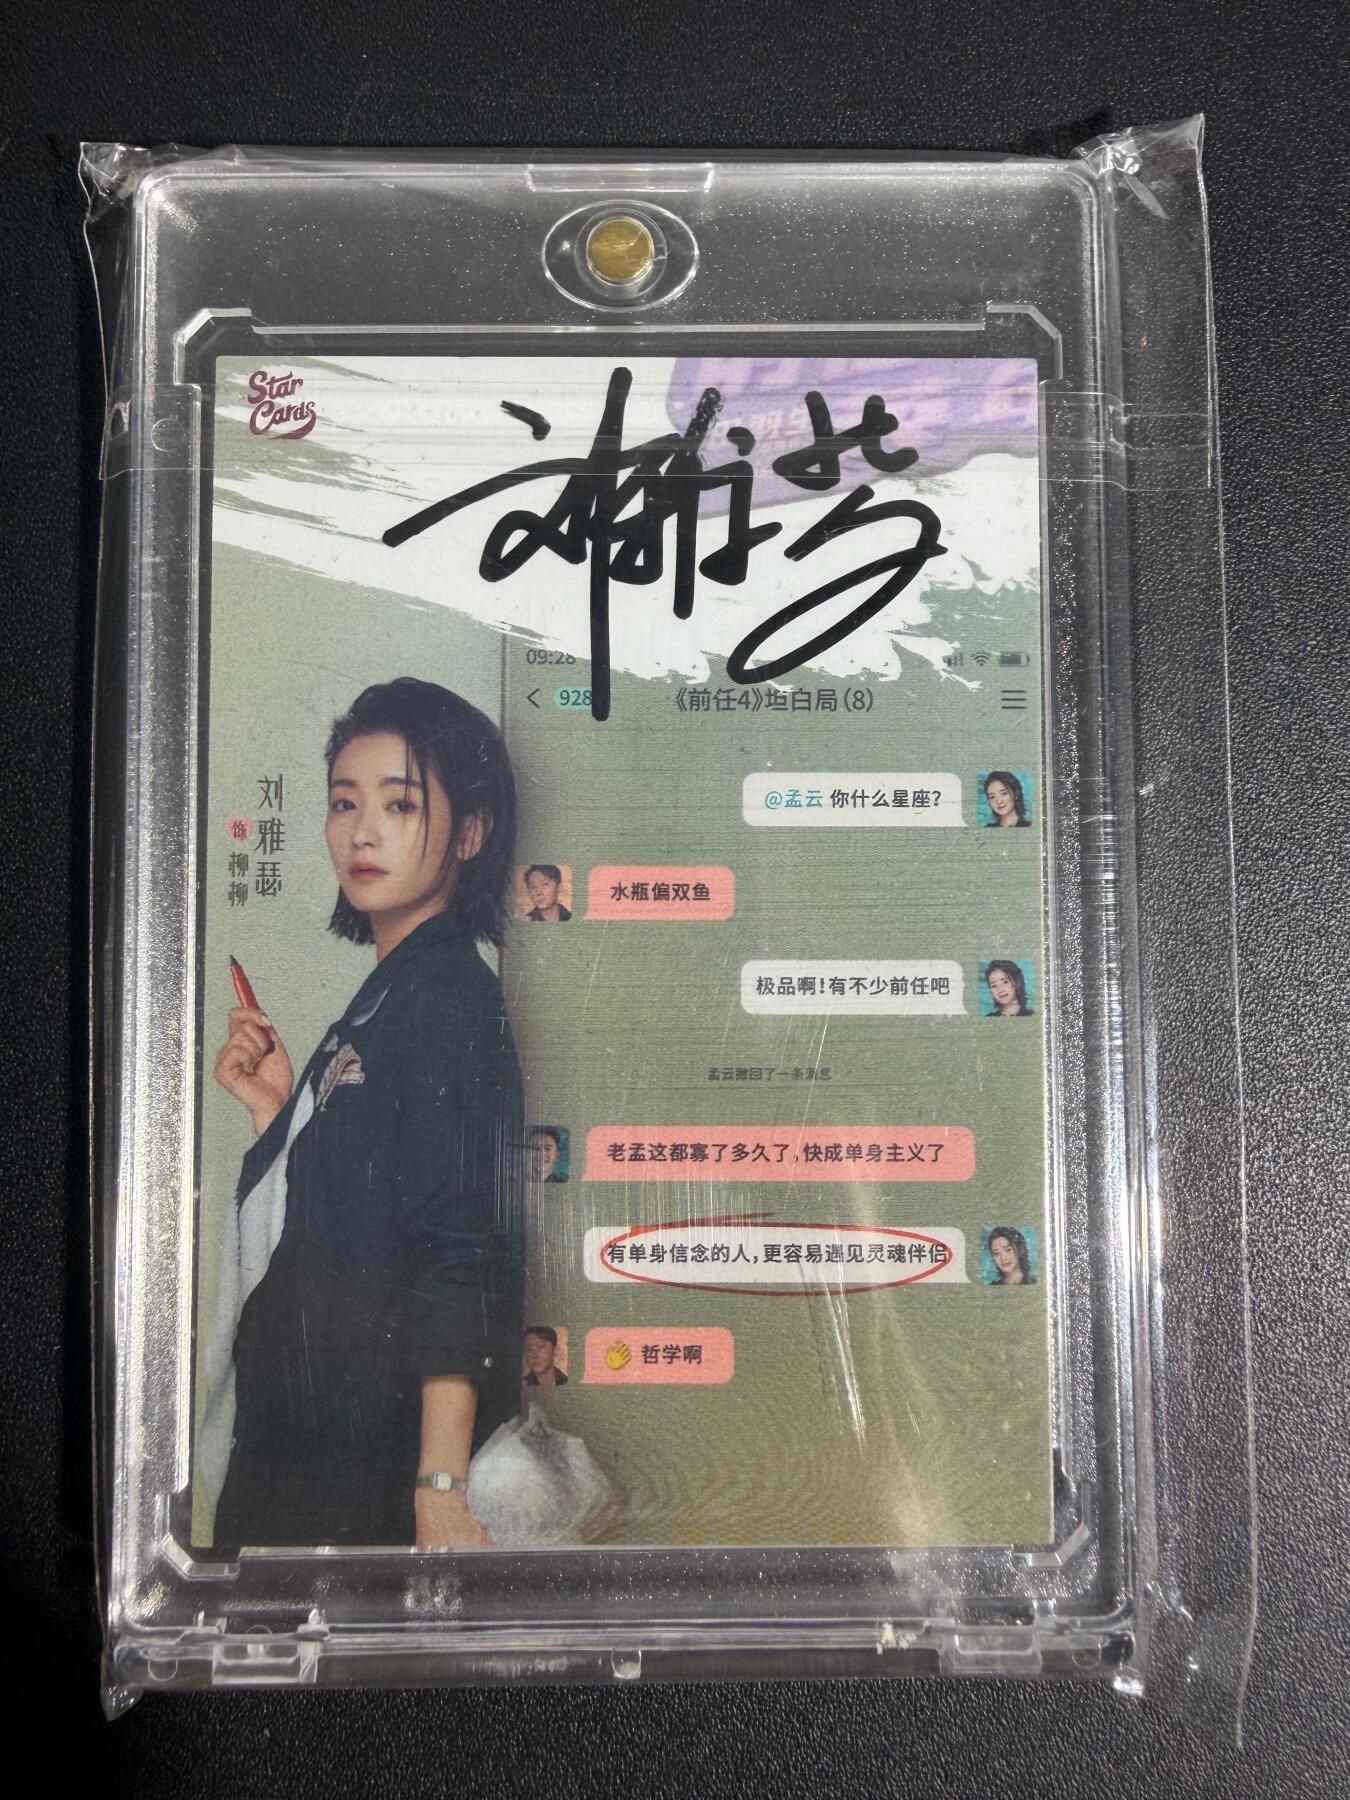 Star
Cards
09:28
928
《前任4》坦白局(8)
@孟云 你什么星座?
刘雅瑟
饰
柳柳
水瓶偏双鱼
极品啊!有不少前任吧
孟云撤回了一条消息
老孟这都寡了多久了,快成单身主义了
有单身信念的人,更容易遇见灵魂伴侣
👏 哲学啊